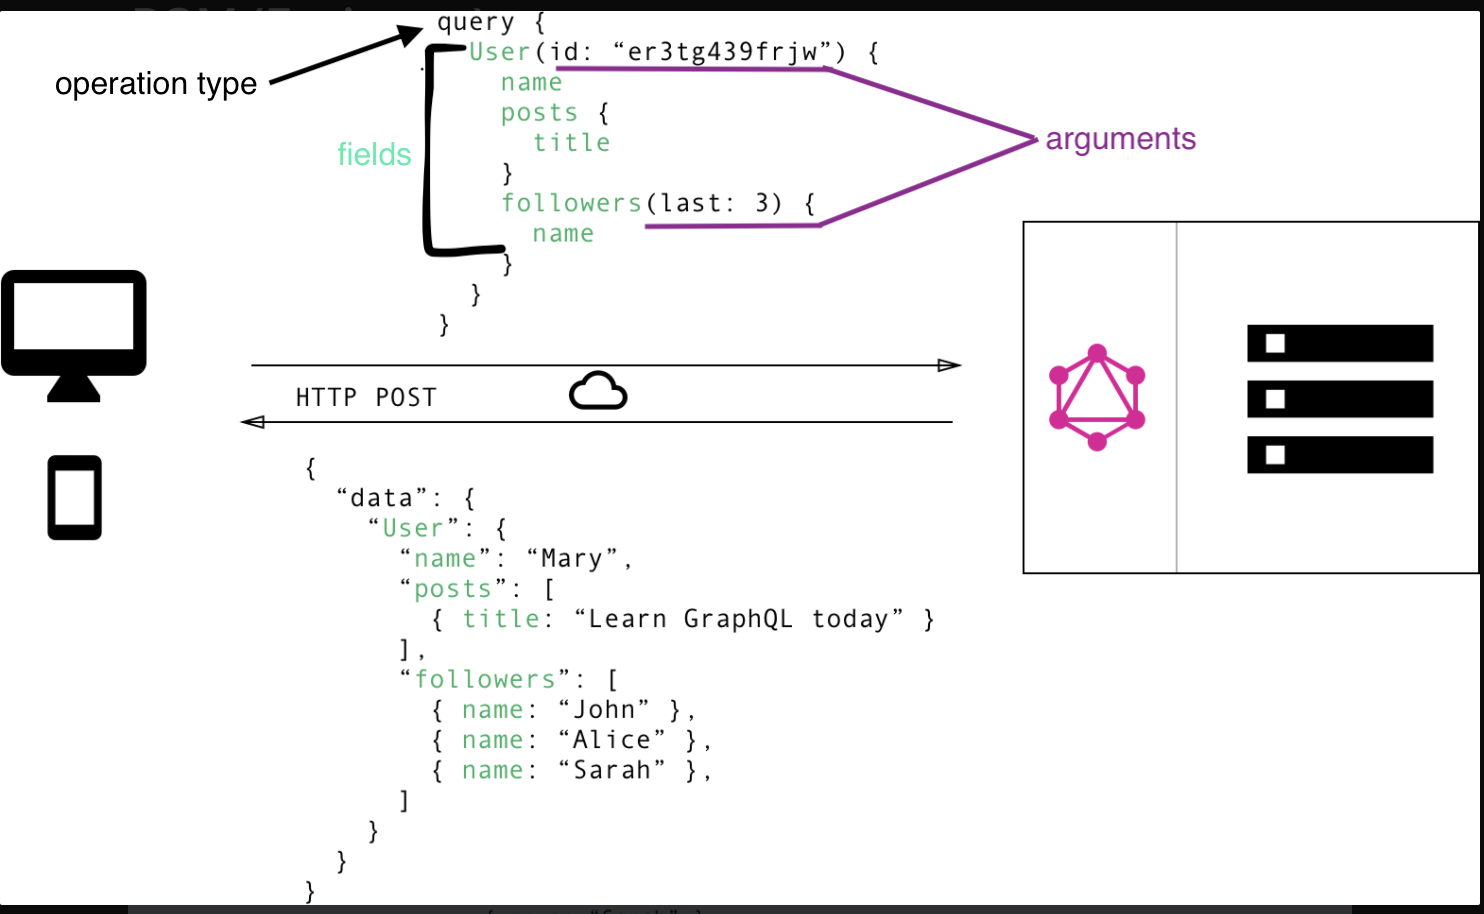 query {
operation type
User(id: “er3tg439frjw”) {
name
posts {
title
}
fields
arguments
followers(last: 3) {
name
}
}
}
HTTP POST
{
“data”: {
“User”: {
“name”: “Mary”,
“posts”: [
{ title: “Learn GraphQL today” }
],
“followers”: [
{ name: “John” },
{ name: “Alice” },
{ name: “Sarah” },
]
}
}
}